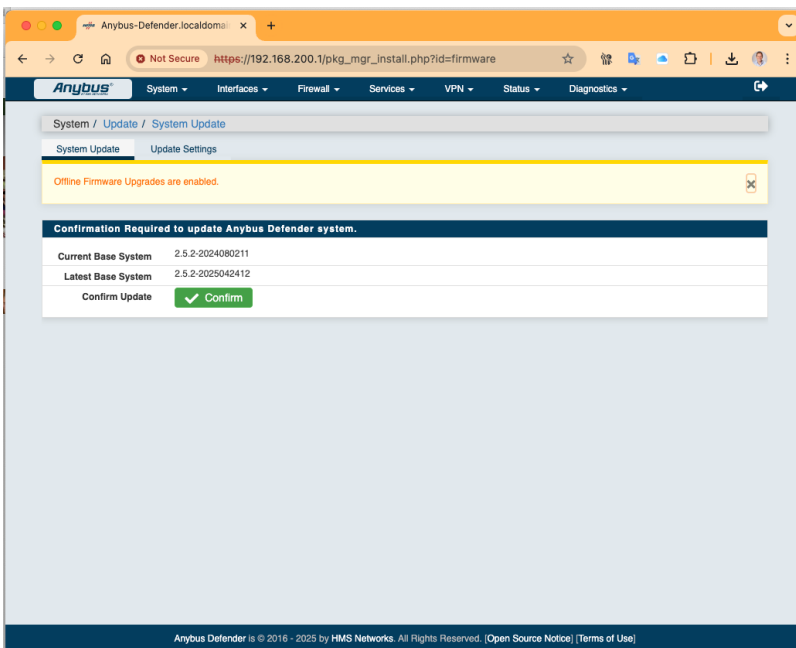 Anybus-Defender.localdomai
Not Secure https://192.168.200.1/pkg_mgr_install.php?id=firmware
Anybus® System Interfaces Firewall Services VPN Status Diagnostics
System / Update / System Update
System Update Update Settings
Offline Firmware Upgrades are enabled.
Confirmation Required to update Anybus Defender system.
Current Base System 2.5.2-2024080211
Latest Base System 2.5.2-2025042412
Confirm Update Confirm
Anybus Defender is © 2016 - 2025 by HMS Networks. All Rights Reserved. [Open Source Notice] [Terms of Use]